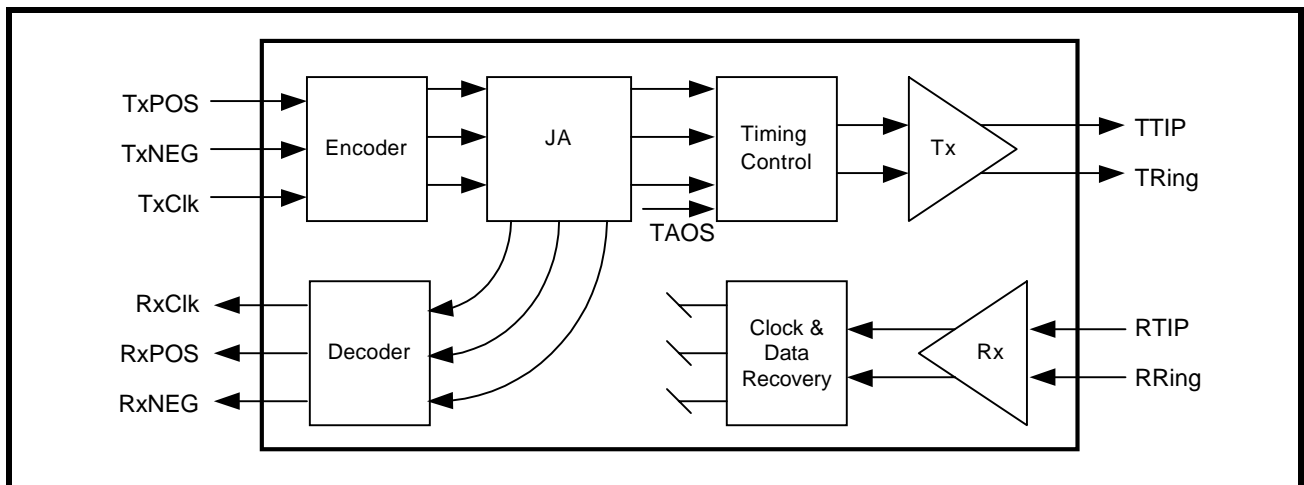 TxPOS
TxNEG
TxClk
Encoder
JA
Timing
Control
TAOS
Tx
TTIP
TRing
RxClk
RxPOS
RxNEG
Decoder
Clock &
Data
Recovery
Rx
RTIP
RRing